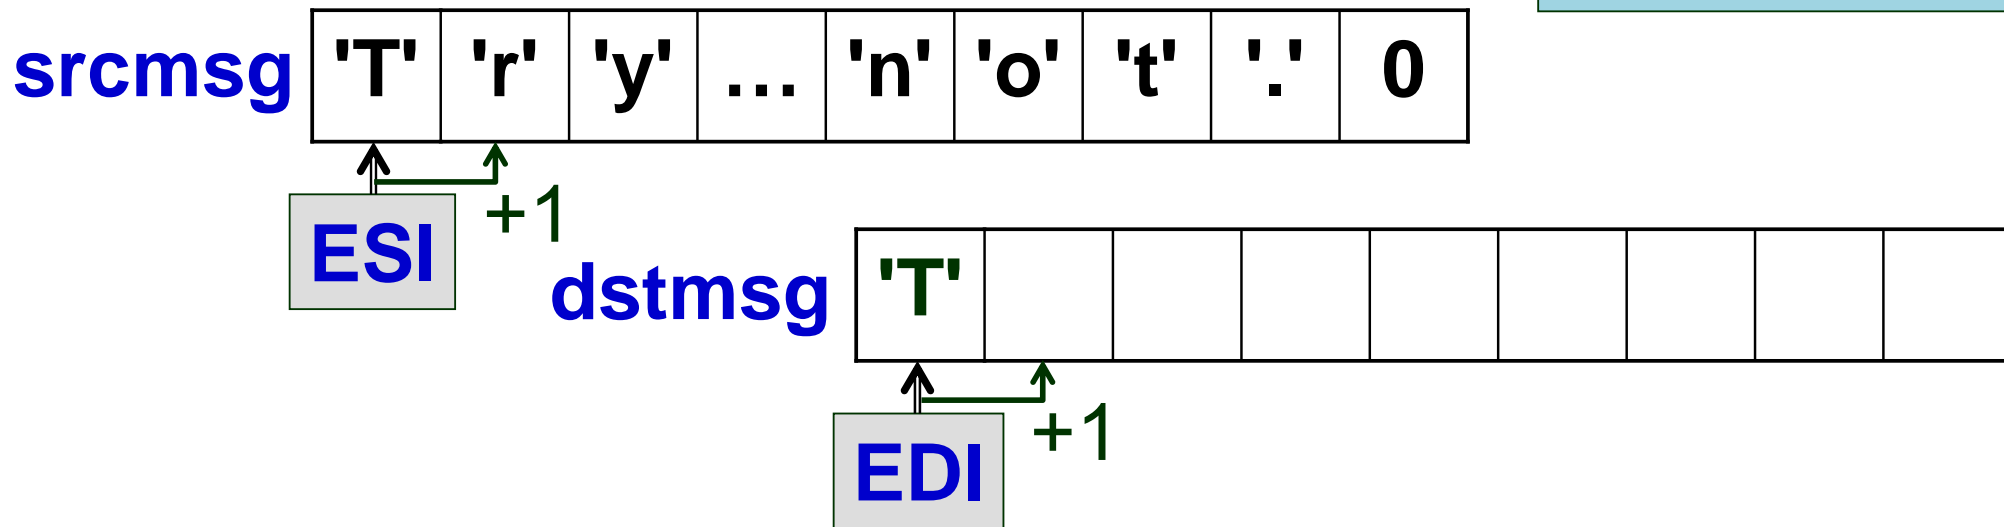 srcmsg 'T' 'r' 'y' ... 'n' 'o' 't' '.' 0
+1
ESI
dstmsg 'T'
+1
EDI